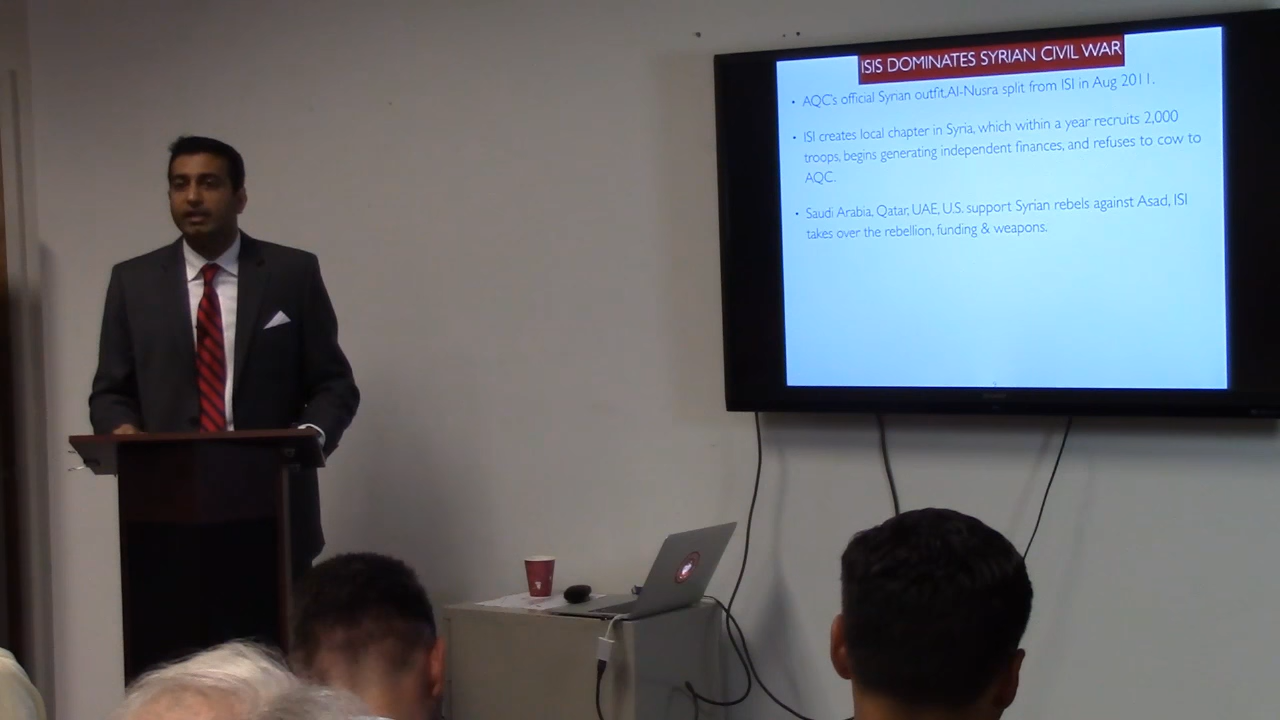 ISIS DOMINATES SYRIAN CIVIL WAR
• AQC's official Syrian outfit,Al-Nusra split from ISI in Aug 2011.
• ISI creates local chapter in Syria, which within a year recruits 2,000
troops, begins generating independent finances, and refuses to cow to
AQC.
• Saudi Arabia, Qatar, UAE, U.S. support Syrian rebels against Asad, ISI
takes over the rebellion, funding & weapons.